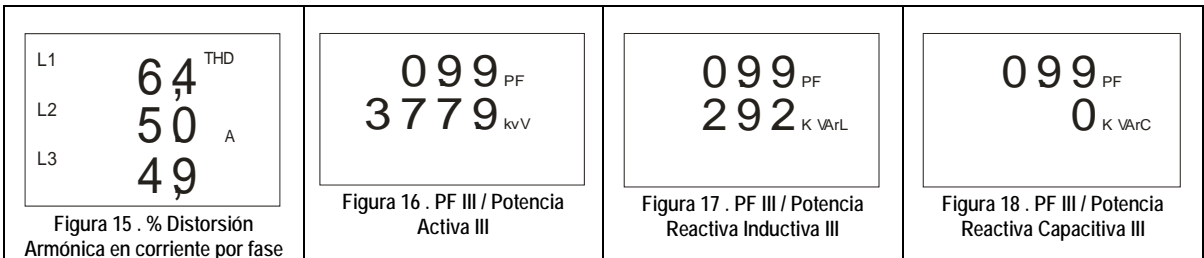 L1 6,4 THD
L2 5,0 A
L3 4,9
Figura 15 . % Distorsión
Armónica en corriente por fase
0.9 9 PF
3 7 7.9 kvV
Figura 16 . PF III / Potencia
Activa III
0.9 9 PF
2 9 2 K VArL
Figura 17 . PF III / Potencia
Reactiva Inductiva III
0.9 9 PF
0 K VArC
Figura 18 . PF III / Potencia
Reactiva Capacitiva III